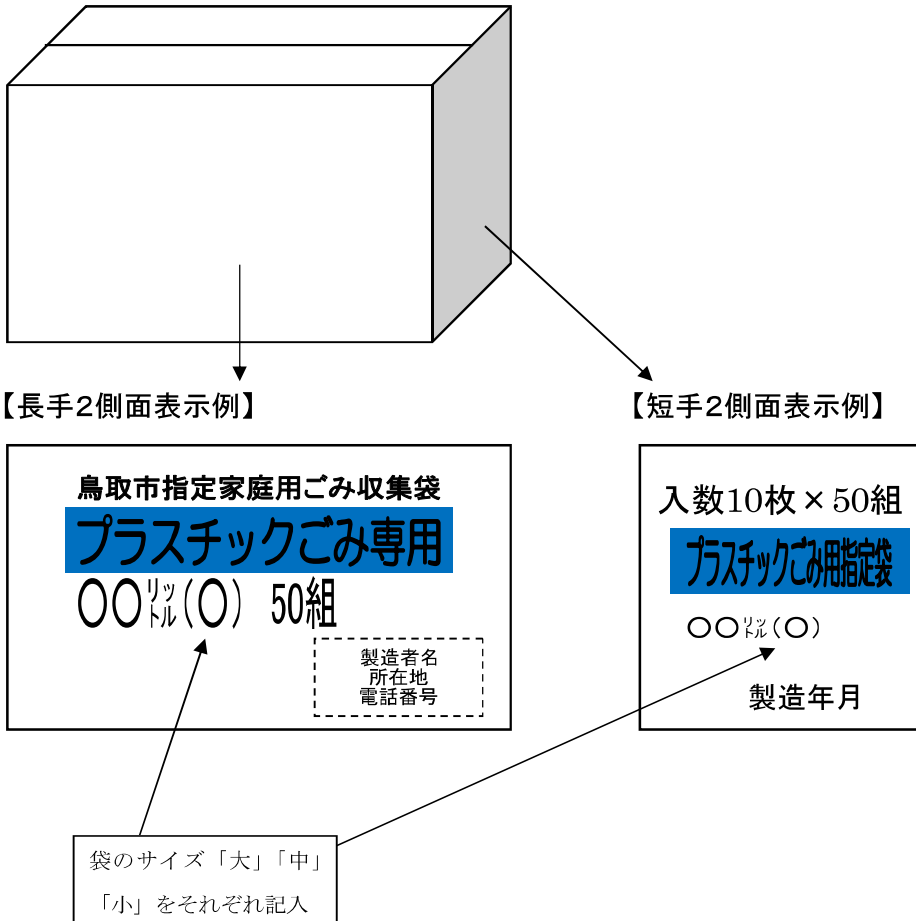 【長手2側面表示例】
鳥取市指定家庭用ごみ収集袋
プラスチックごみ専用
〇〇リットル(〇) 50組
製造者名
所在地
電話番号
【短手2側面表示例】
入数10枚×50組
プラスチックごみ用指定袋
〇〇リットル(〇)
製造年月
袋のサイズ「大」「中」
「小」をそれぞれ記入